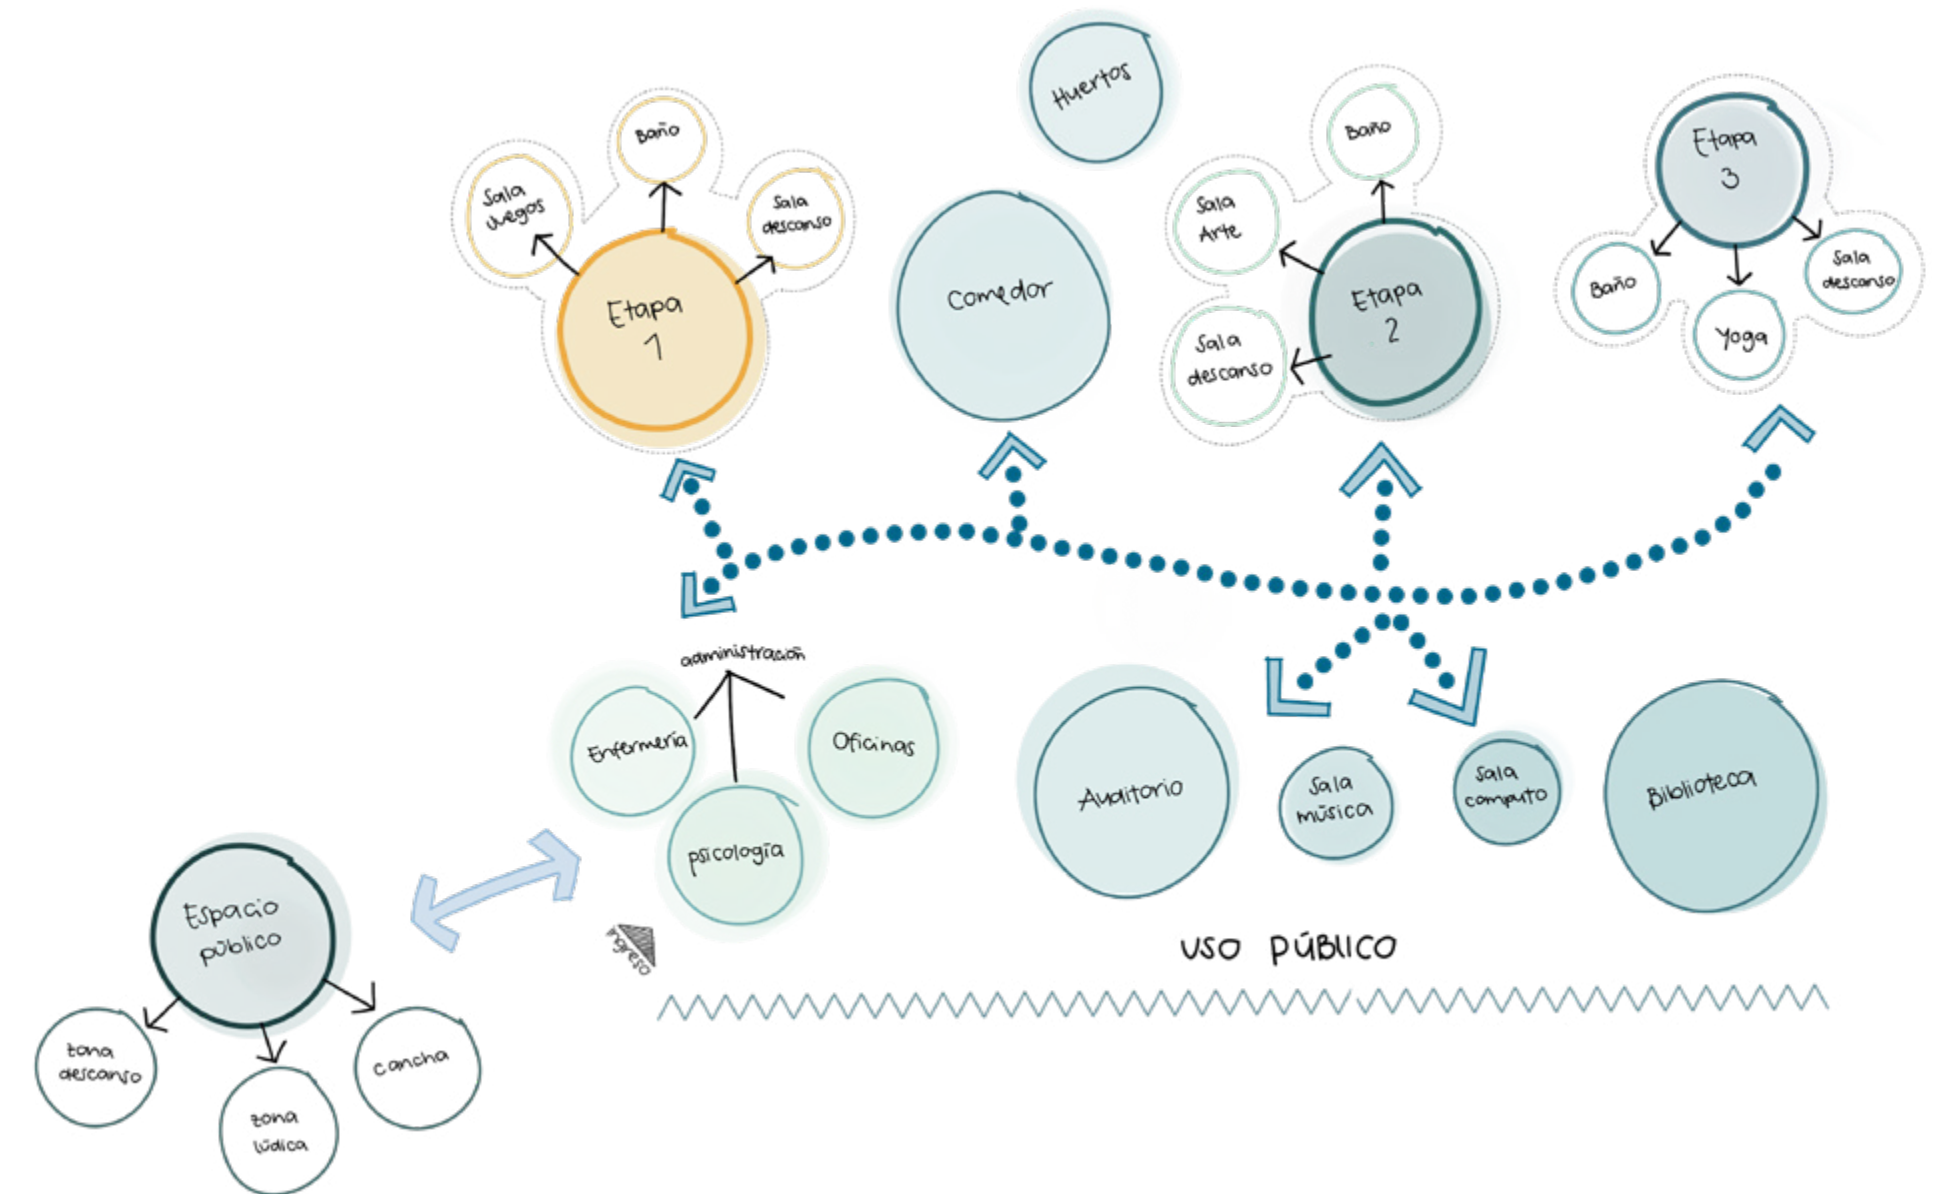 Huertos
Baño
Sala
Juegos
Sala
descanso
Etapa
1
Comedor
Baño
Sala
Arte
Sala
descanso
Etapa
2
Etapa
3
Baño
Yoga
Sala
descanso
administración
Enfermería
Oficinas
psicología
Auditorio
Sala
música
Sala
computo
Biblioteca
Espacio
público
ingreso
USO PÚBLICO
zona
descanso
zona
lúdica
cancha